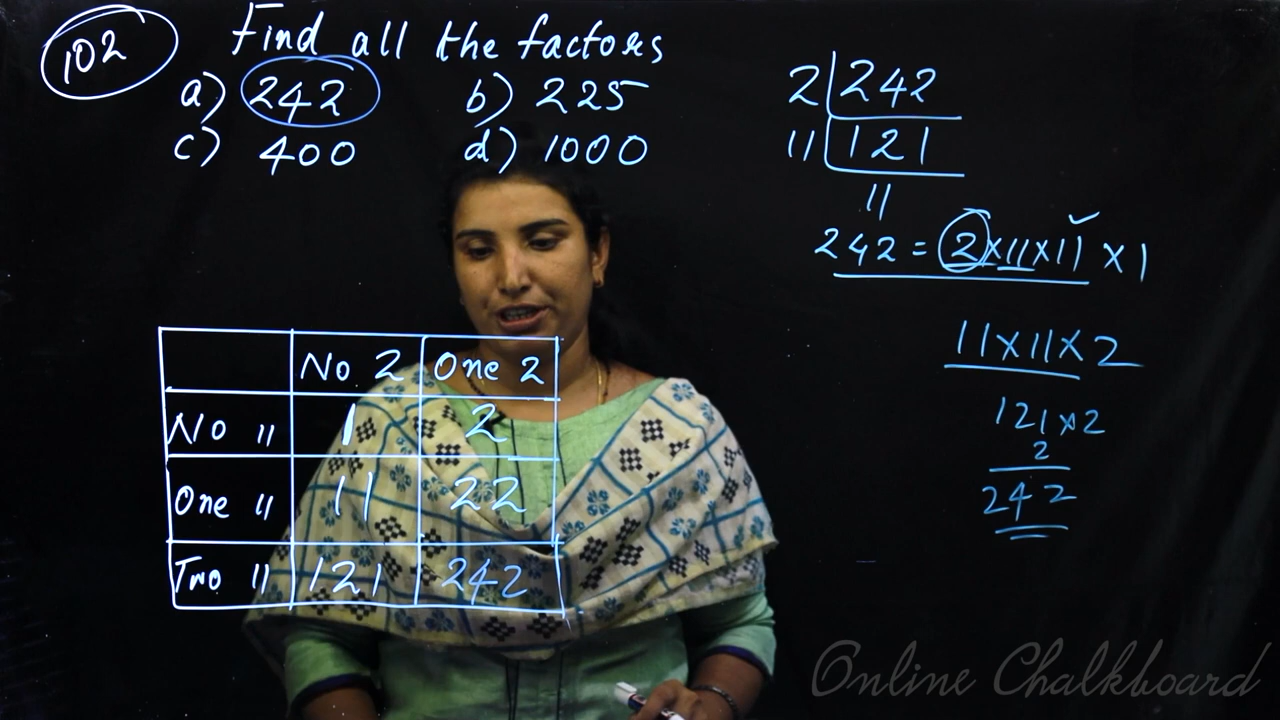 102
Find all the factors
a) 242 b) 225
c) 400 d) 1000
2 242
11 121
11
242 = 2×11×11 ×1
11×11×2
121×2
2
242
No 2 One 2
No 11 1 2
One 11 11 22
Two 11 121 242
Online Chalkboard